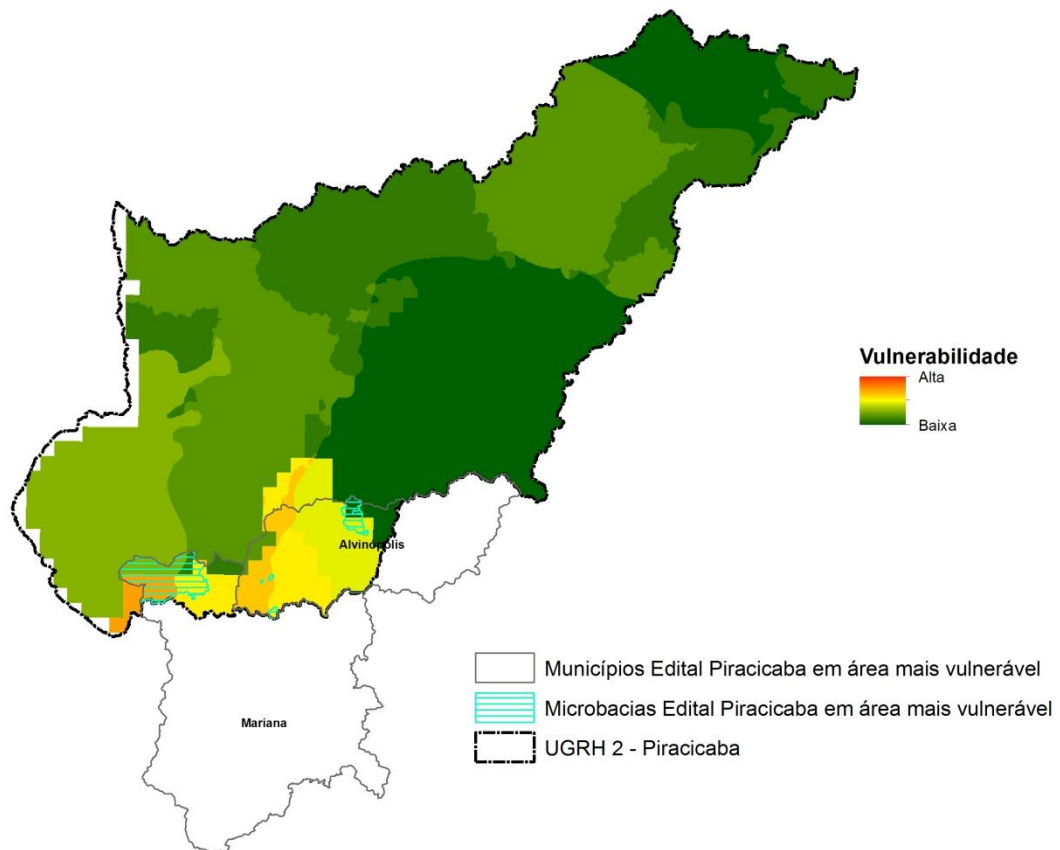 Vulnerabilidade
Alta
Baixa
Alvinópolis
Municípios Edital Piracicaba em área mais vulnerável
Microbacias Edital Piracicaba em área mais vulnerável
Mariana
UGRH 2 - Piracicaba